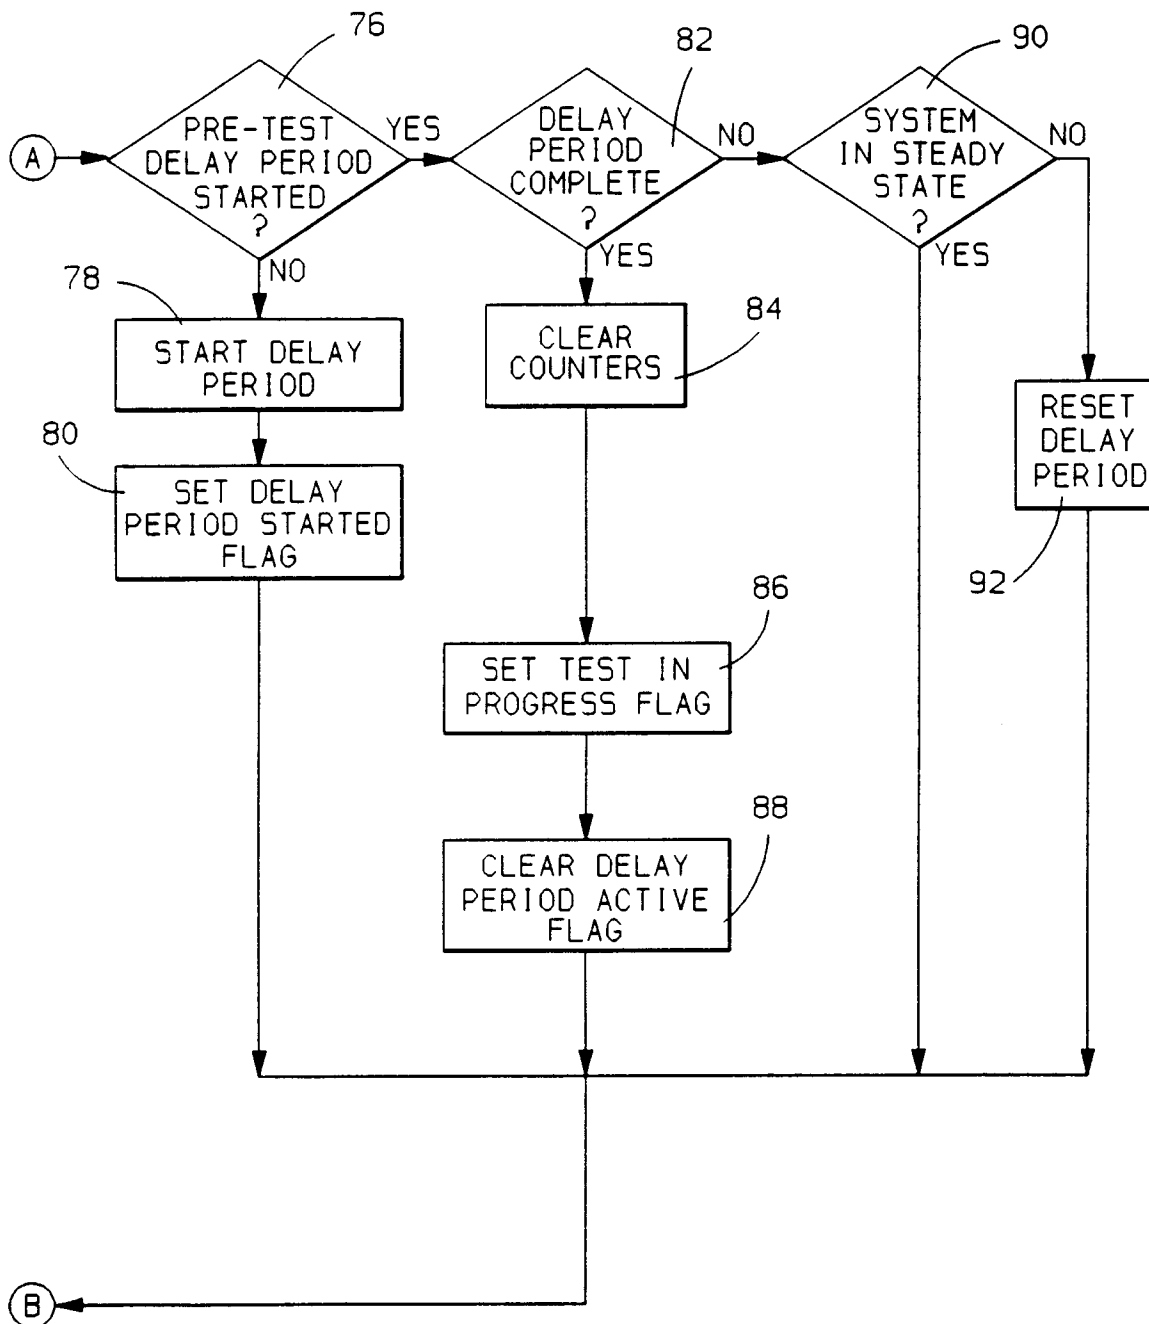 76
82
90
A
PRE-TEST
DELAY PERIOD
STARTED
?
YES
NO
DELAY
PERIOD
COMPLETE
?
NO
YES
SYSTEM
IN STEADY
STATE
?
NO
YES
78
START DELAY
PERIOD
84
CLEAR
COUNTERS
RESET
DELAY
PERIOD
92
80
SET DELAY
PERIOD STARTED
FLAG
86
SET TEST IN
PROGRESS FLAG
88
CLEAR DELAY
PERIOD ACTIVE
FLAG
B